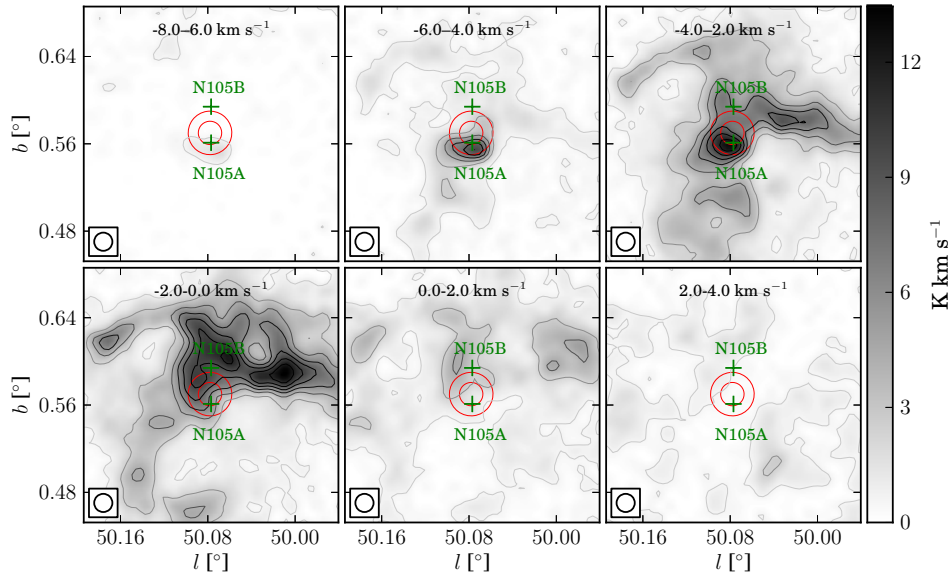 -8.0–6.0 km s⁻¹
-6.0–4.0 km s⁻¹
-4.0–2.0 km s⁻¹
N105B
N105B
N105B
N105A
N105A
N105A
0.64
0.56
0.48
b [°]
-2.0-0.0 km s⁻¹
0.0-2.0 km s⁻¹
2.0-4.0 km s⁻¹
N105B
N105B
N105B
N105A
N105A
N105A
0.64
0.56
0.48
b [°]
50.16 50.08 50.00
50.16 50.08 50.00
50.16 50.08 50.00
l [°]
l [°]
l [°]
12
9
6
3
0
K km s⁻¹